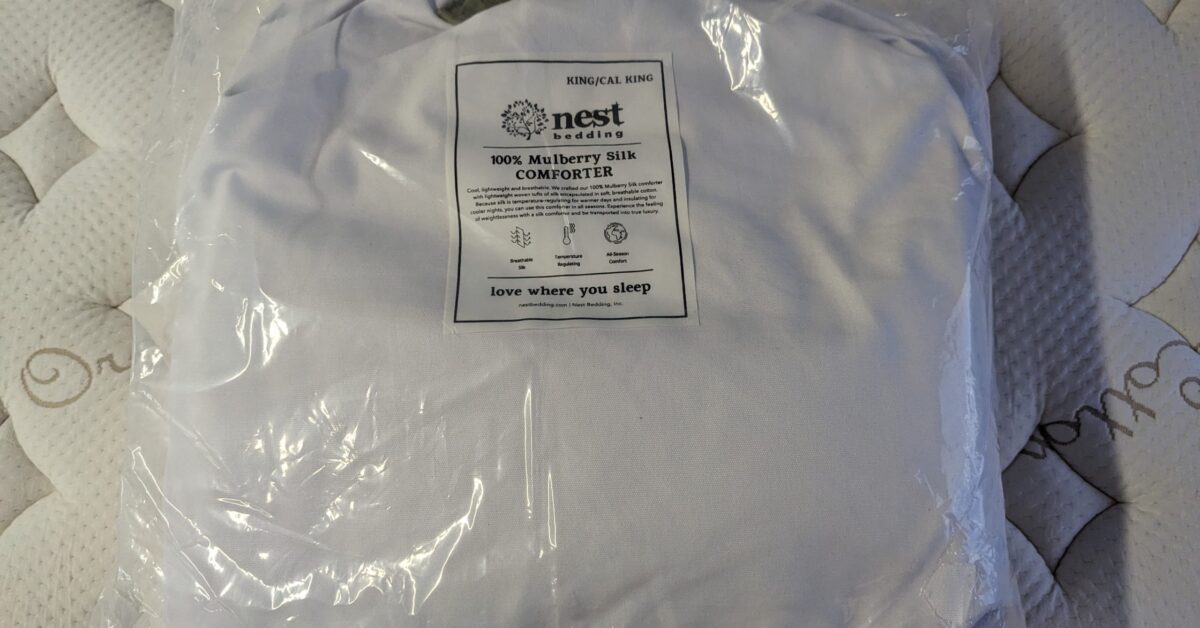 KING/CAL KING
nest
bedding
100% Mulberry Silk
COMFORTER
Cool, lightweight and breathable. We crafted our 100% Mulberry Silk comforter
with lightweight woven tufts of silk encapsulated in soft, breathable cotton.
Because silk is temperature-regulating for warmer days and insulating for
cooler nights, you can use this comforter in all seasons. Experience the feeling
of weightlessness with a silk comforter and be transported into true luxury.
Breathable Temperature All-Season
Silk Regulating Comfort
love where you sleep
nestbedding.com | Nest Bedding, Inc.
Or
Cotto